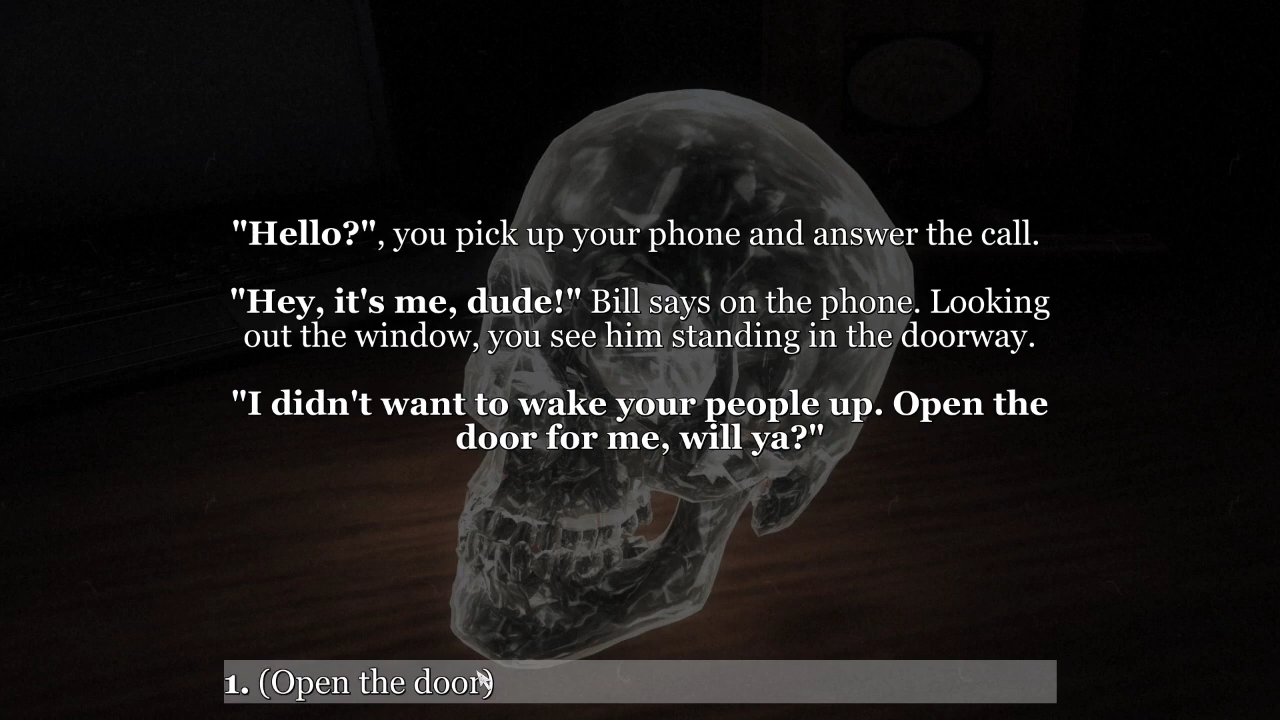 "Hello?", you pick up your phone and answer the call.
"Hey, it's me, dude!" Bill says on the phone. Looking
out the window, you see him standing in the doorway.
"I didn't want to wake your people up. Open the
door for me, will ya?"
1. (Open the door)